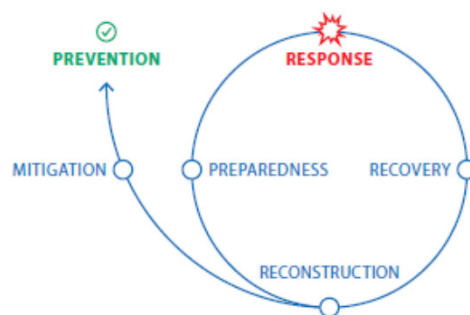 PREVENTION
RESPONSE
MITIGATION
PREPAREDNESS
RECOVERY
RECONSTRUCTION